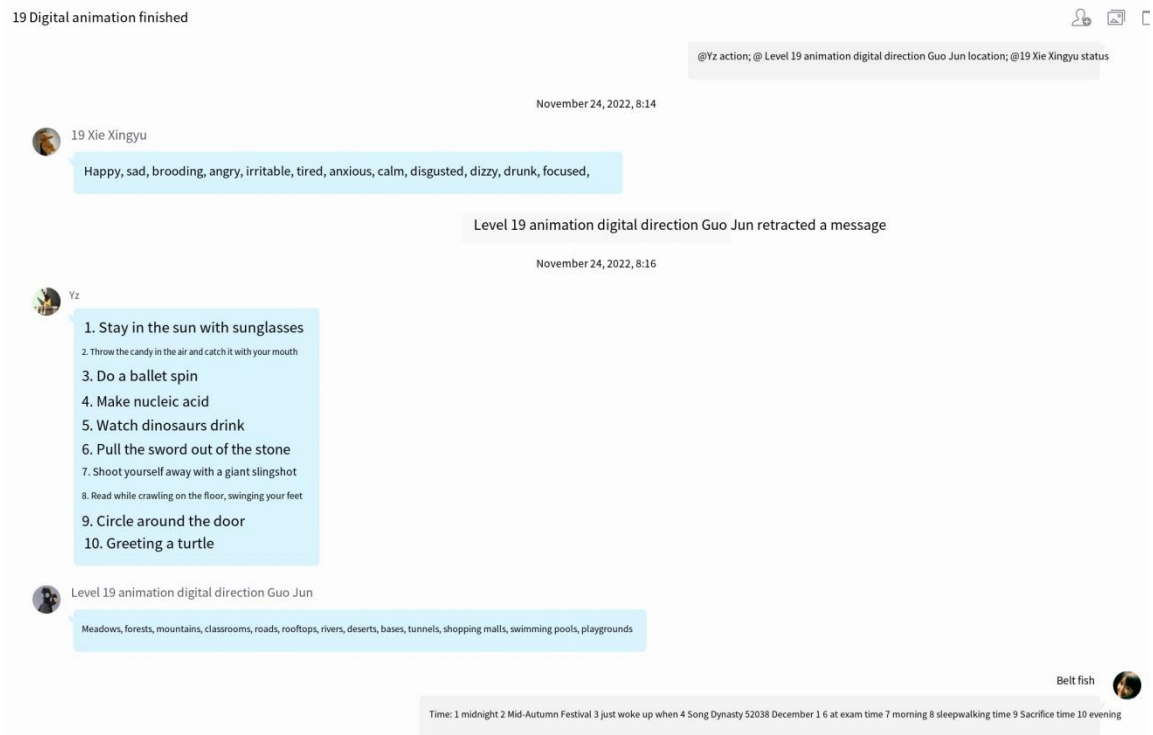 19 Digital animation finished
@Yz action; @ Level 19 animation digital direction Guo Jun location; @19 Xie Xingyu status
November 24, 2022, 8:14
19 Xie Xingyu
Happy, sad, brooding, angry, irritable, tired, anxious, calm, disgusted, dizzy, drunk, focused,
Level 19 animation digital direction Guo Jun retracted a message
November 24, 2022, 8:16
Yz
1. Stay in the sun with sunglasses
2. Throw the candy in the air and catch it with your mouth
3. Do a ballet spin
4. Make nucleic acid
5. Watch dinosaurs drink
6. Pull the sword out of the stone
7. Shoot yourself away with a giant slingshot
8. Read while crawling on the floor, swinging your feet
9. Circle around the door
10. Greeting a turtle
Level 19 animation digital direction Guo Jun
Meadows, forests, mountains, classrooms, roads, rooftops, rivers, deserts, bases, tunnels, shopping malls, swimming pools, playgrounds
Belt fish
Time: 1 midnight 2 Mid-Autumn Festival 3 just woke up when 4 Song Dynasty 52038 December 1 6 at exam time 7 morning 8 sleepwalking time 9 Sacrifice time 10 evening